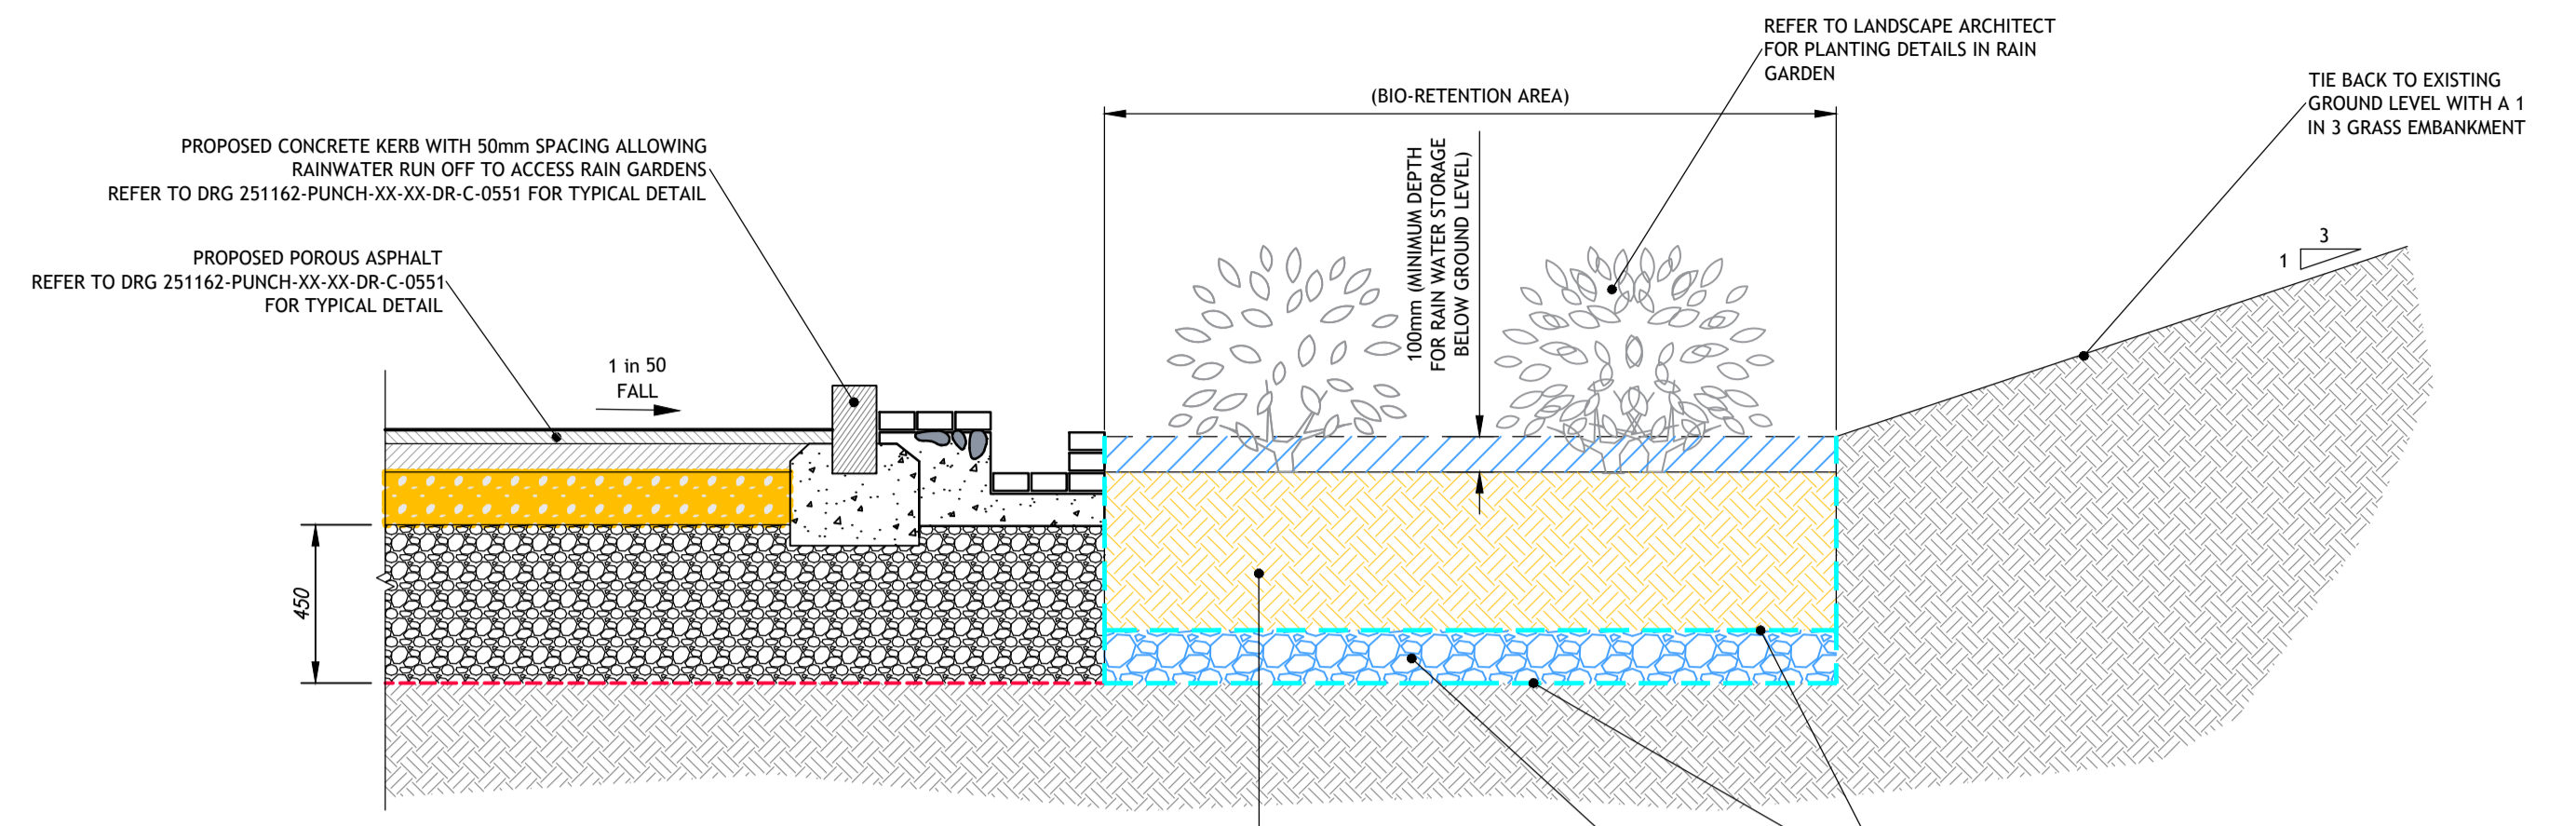 REFER TO LANDSCAPE ARCHITECT
FOR PLANTING DETAILS IN RAIN
GARDEN
TIE BACK TO EXISTING
GROUND LEVEL WITH A 1
IN 3 GRASS EMBANKMENT
(BIO-RETENTION AREA)
PROPOSED CONCRETE KERB WITH 50mm SPACING ALLOWING
RAINWATER RUN OFF TO ACCESS RAIN GARDENS
REFER TO DRG 251162-PUNCH-XX-XX-DR-C-0551 FOR TYPICAL DETAIL
100mm (MINIMUM DEPTH
FOR RAIN WATER STORAGE
BELOW GROUND LEVEL)
PROPOSED POROUS ASPHALT
REFER TO DRG 251162-PUNCH-XX-XX-DR-C-0551
FOR TYPICAL DETAIL
3
1
1 in 50
FALL
450